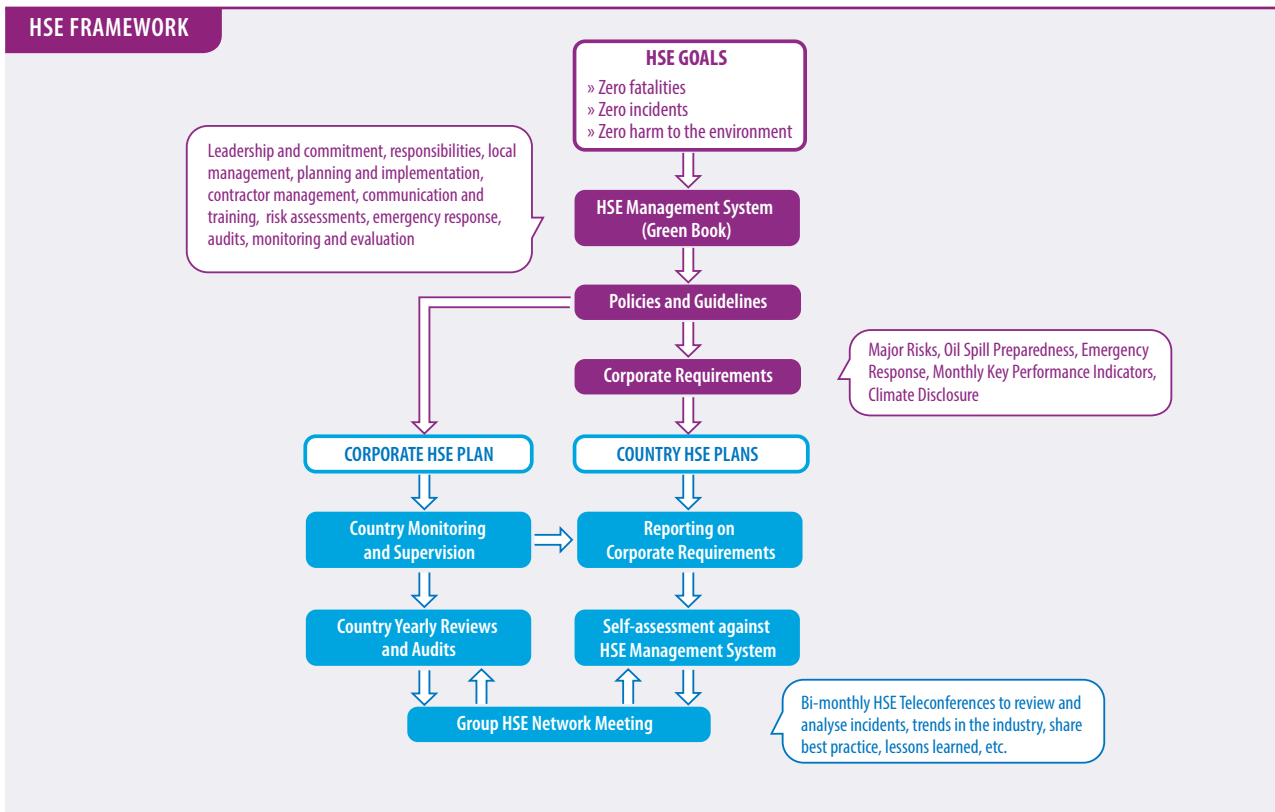 HSE FRAMEWORK
HSE GOALS
» Zero fatalities
» Zero incidents
» Zero harm to the environment
Leadership and commitment, responsibilities, local
management, planning and implementation,
contractor management, communication and
training, risk assessments, emergency response,
audits, monitoring and evaluation
HSE Management System
(Green Book)
Policies and Guidelines
Corporate Requirements
Major Risks, Oil Spill Preparedness, Emergency
Response, Monthly Key Performance Indicators,
Climate Disclosure
CORPORATE HSE PLAN
COUNTRY HSE PLANS
Country Monitoring
and Supervision
Reporting on
Corporate Requirements
Country Yearly Reviews
and Audits
Self-assessment against
HSE Management System
Group HSE Network Meeting
Bi-monthly HSE Teleconferences to review and
analyse incidents, trends in the industry, share
best practice, lessons learned, etc.